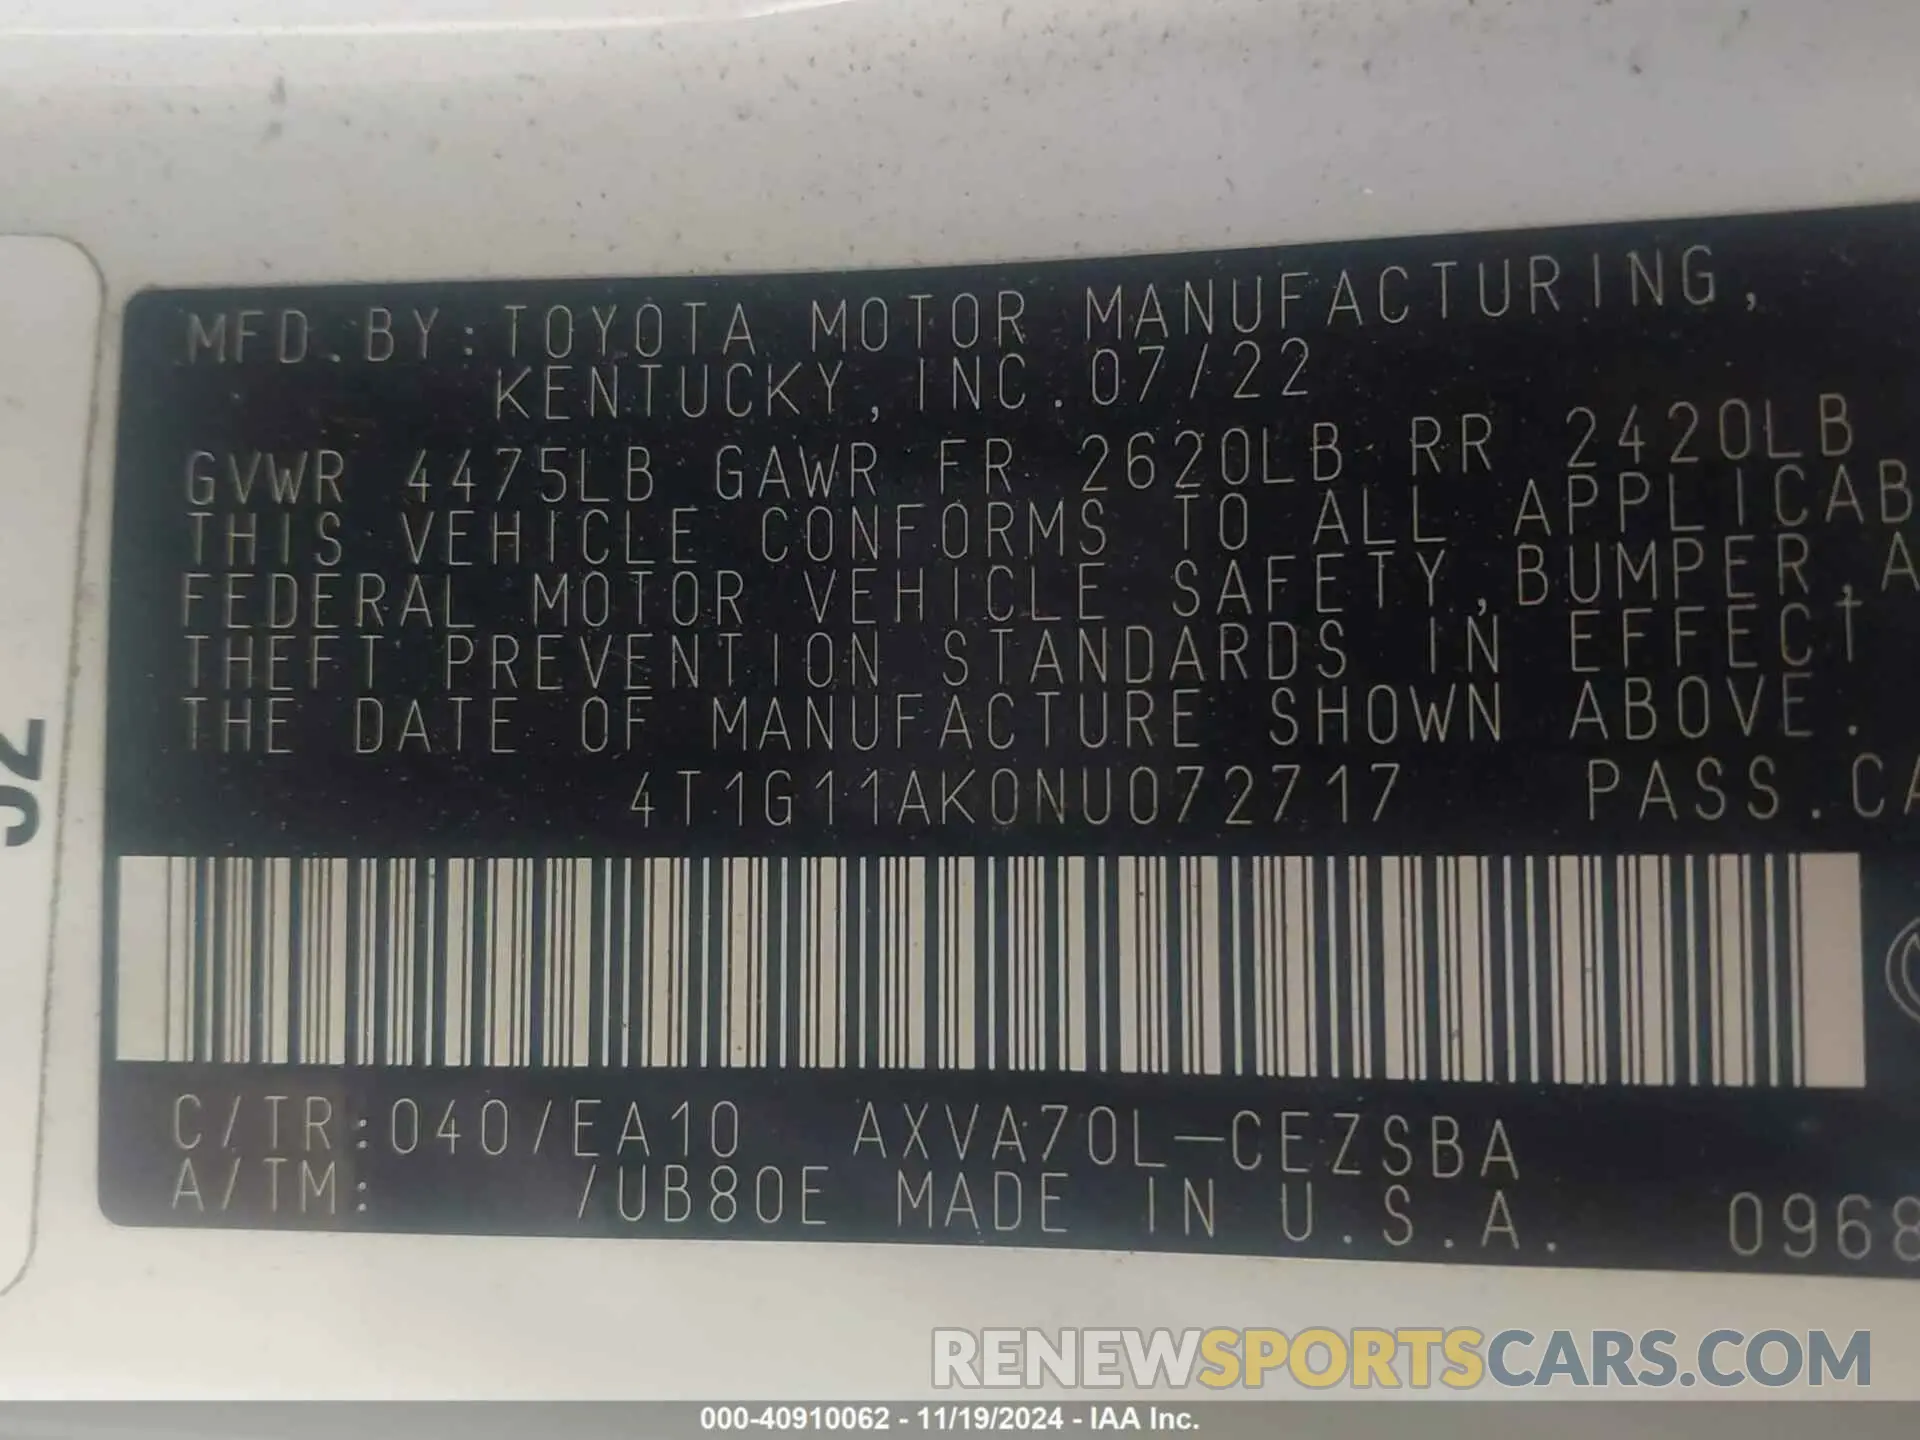 MFD.BY:TOYOTA MOTOR MANUFACTURING,
KENTUCKY, INC.07/22
GVWR 4475LB GAWR FR 2620LB RR 2420LB
THIS VEHICLE CONFORMS TO ALL APPLICAB
FEDERAL MOTOR VEHICLE SAFETY,BUMPER,A
THEFT PREVENTION STANDARDS IN EFFECT
THE DATE OF MANUFACTURE SHOWN ABOVE.
4T1G11AK0NU072717 PASS.CA
C/TR:040/EA10 AXVA70L-CEZSBA
A/TM: /UB80E MADE IN U.S.A. 0968
RENEWSPORTSCARS.COM
000-40910062 - 11/19/2024 - IAA Inc.